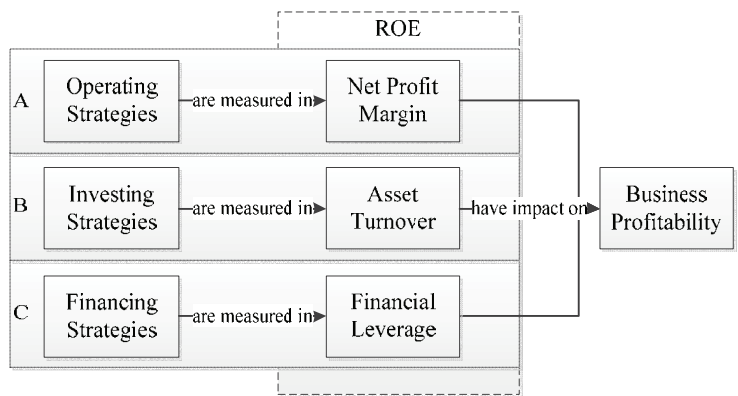 ROE
A
Operating
Strategies
are measured in
Net Profit
Margin
B
Investing
Strategies
are measured in
Asset
Turnover
have impact on
Business
Profitability
C
Financing
Strategies
are measured in
Financial
Leverage